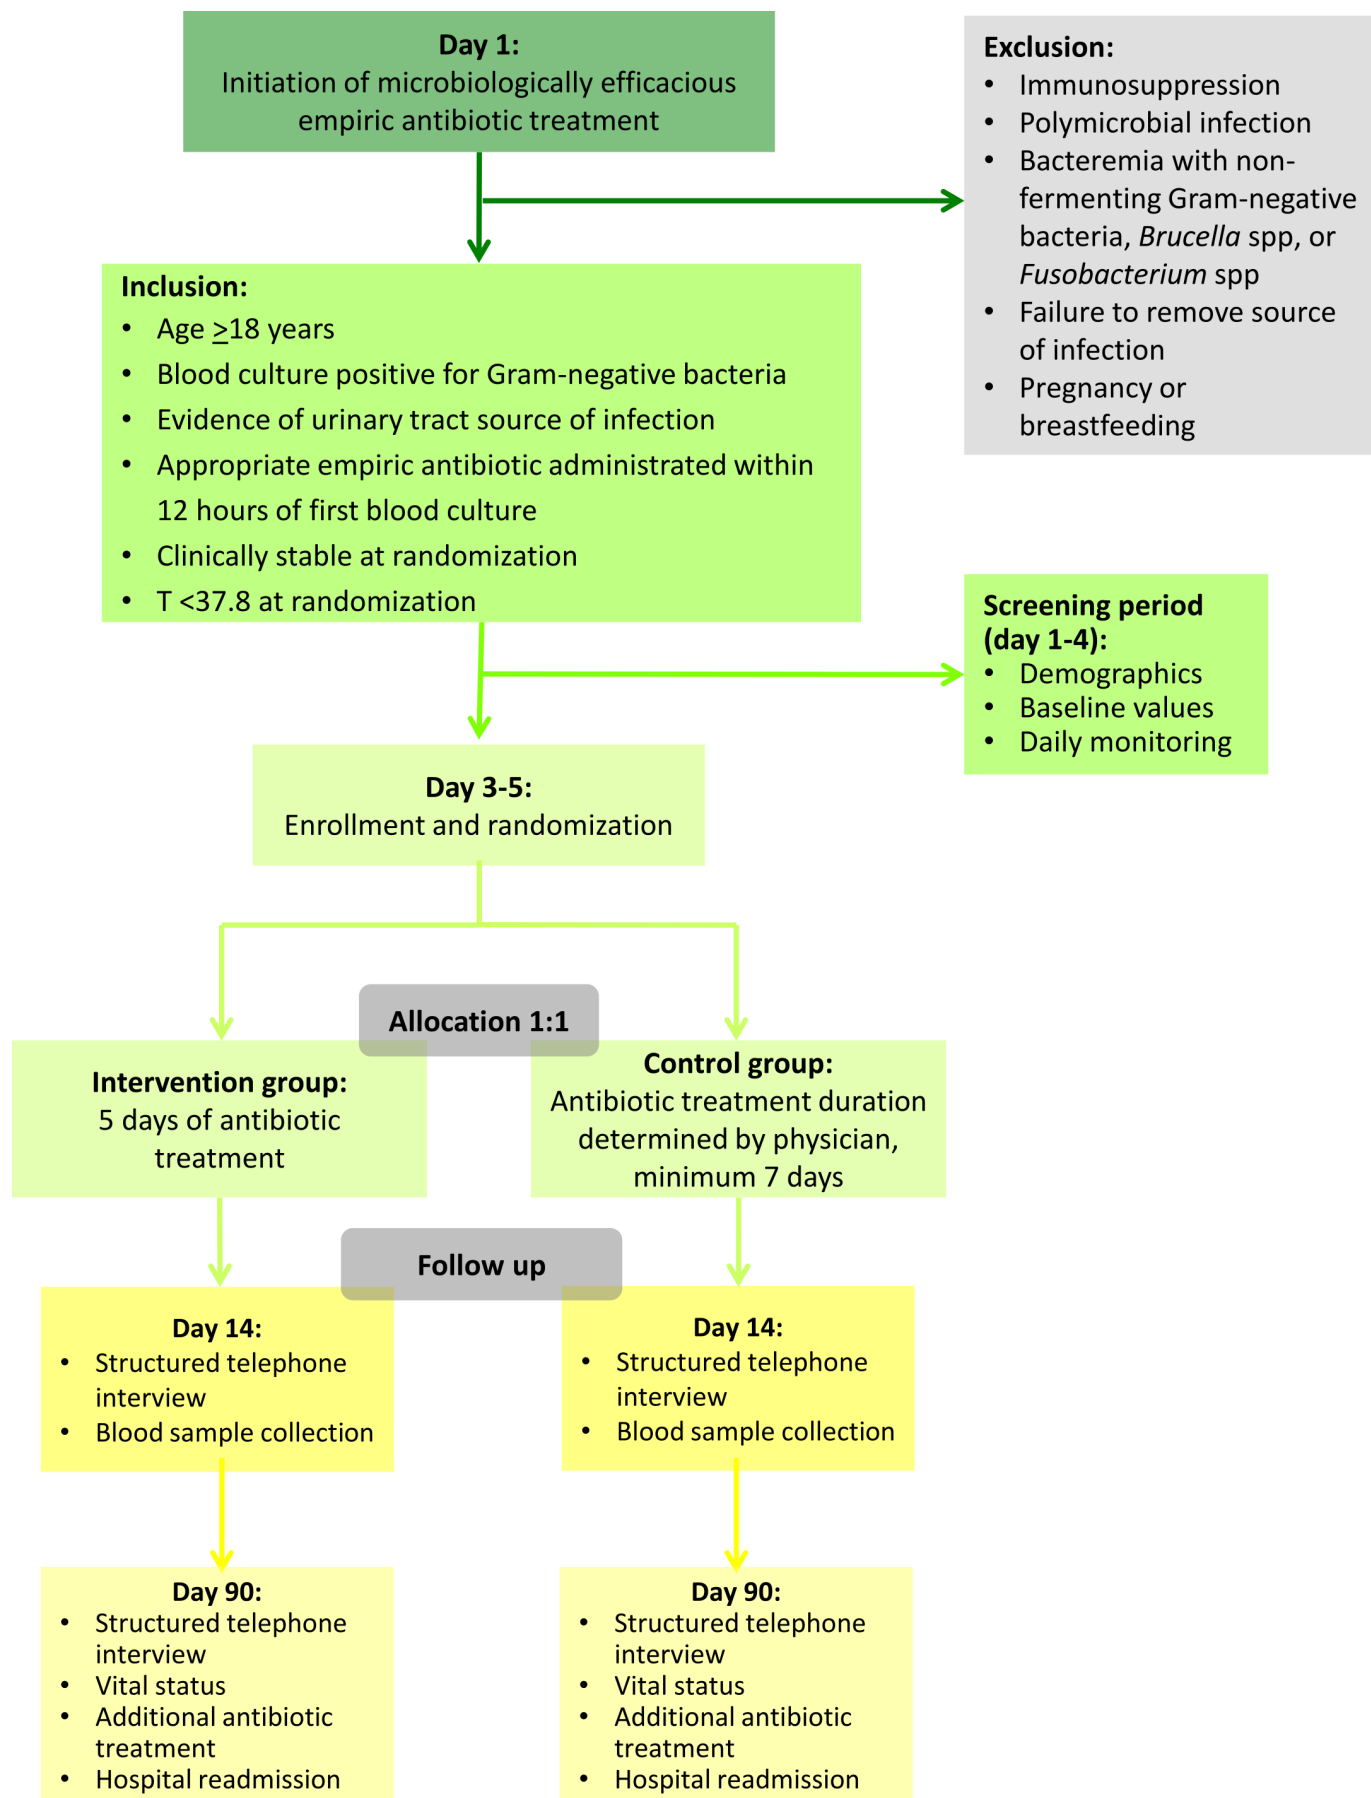 Day 1:
Initiation of microbiologically efficacious
empiric antibiotic treatment
Exclusion:
• Immunosuppression
• Polymicrobial infection
• Bacteremia with non-
fermenting Gram-negative
bacteria, Brucella spp, or
Fusobacterium spp
• Failure to remove source
of infection
• Pregnancy or
breastfeeding
Inclusion:
• Age ≥18 years
• Blood culture positive for Gram-negative bacteria
• Evidence of urinary tract source of infection
• Appropriate empiric antibiotic administrated within
12 hours of first blood culture
• Clinically stable at randomization
• T <37.8 at randomization
Screening period
(day 1-4):
• Demographics
• Baseline values
• Daily monitoring
Day 3-5:
Enrollment and randomization
Allocation 1:1
Intervention group:
5 days of antibiotic
treatment
Control group:
Antibiotic treatment duration
determined by physician,
minimum 7 days
Follow up
Day 14:
• Structured telephone
interview
• Blood sample collection
Day 14:
• Structured telephone
interview
• Blood sample collection
Day 90:
• Structured telephone
interview
• Vital status
• Additional antibiotic
treatment
• Hospital readmission
Day 90:
• Structured telephone
interview
• Vital status
• Additional antibiotic
treatment
• Hospital readmission